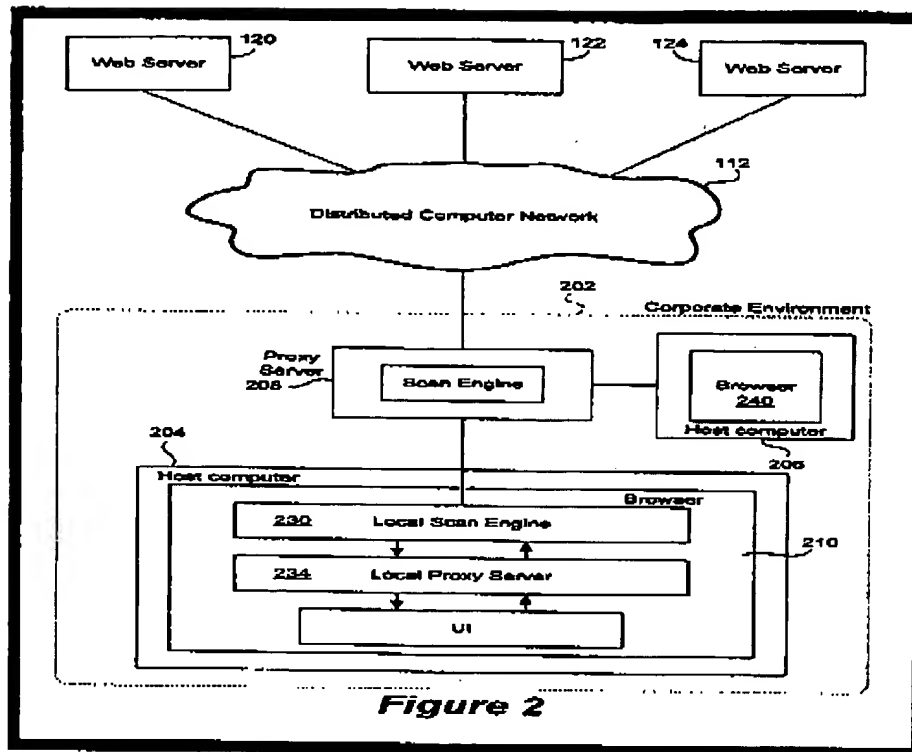 120
Web Server
122
Web Server
124
Web Server
112
Distributed Computer Network
202
Corporate Environment
Proxy
Server
208
Scan Engine
Browser
240
Host computer
206
204
Host computer
Browser
230 Local Scan Engine
210
234 Local Proxy Server
UI
Figure 2